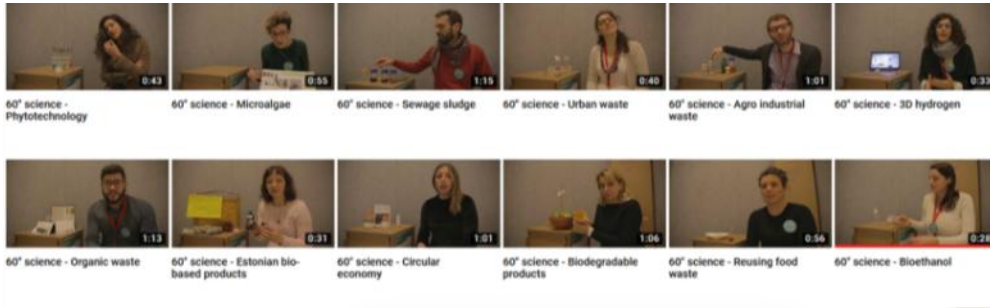 0:43
0:55
1:15
0:40
1:01
0:33
60" science -
Phytotechnology
60" science - Microalgae
60" science - Sewage sludge
60" science - Urban waste
60" science - Agro industrial
waste
60" science - 3D hydrogen
1:13
0:31
1:01
1:06
0:56
0:28
60" science - Organic waste
60" science - Estonian bio-
based products
60" science - Circular
economy
60" science - Biodegradable
products
60" science - Reusing food
waste
60" science - Bioethanol